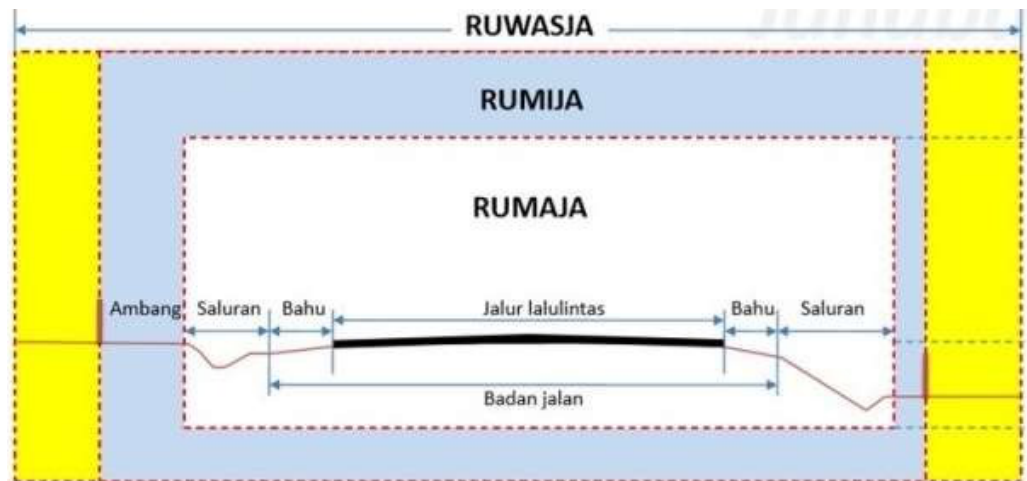 RUWASJA
RUMIJA
RUMAJA
Ambang Saluran Bahu Jalur lalulintas Bahu Saluran
Badan jalan